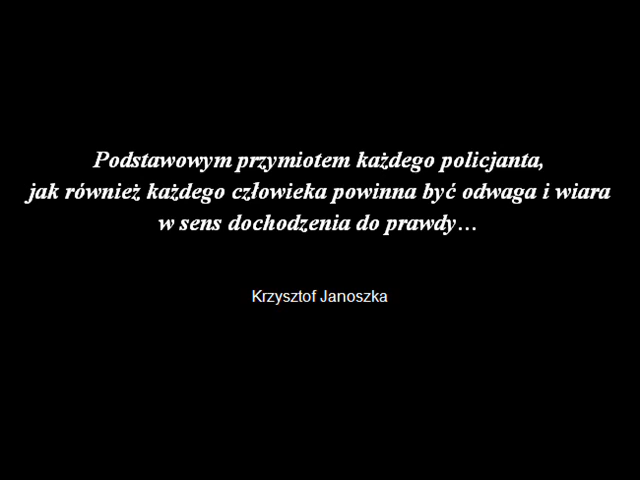 Podstawowym przymiotem każdego policjanta,
jak również każdego człowieka powinna być odwaga i wiara
w sens dochodzenia do prawdy…
Krzysztof Janoszka